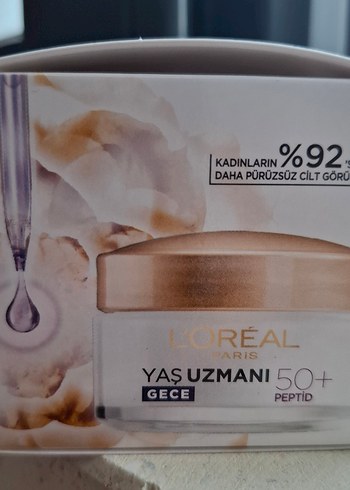 KADINLARIN %92'S
DAHA PÜRÜZSÜZ CİLT GÖRÜ
L'ORÉAL
PARIS
YAŞ UZMANI 50+
GECE PEPTİD